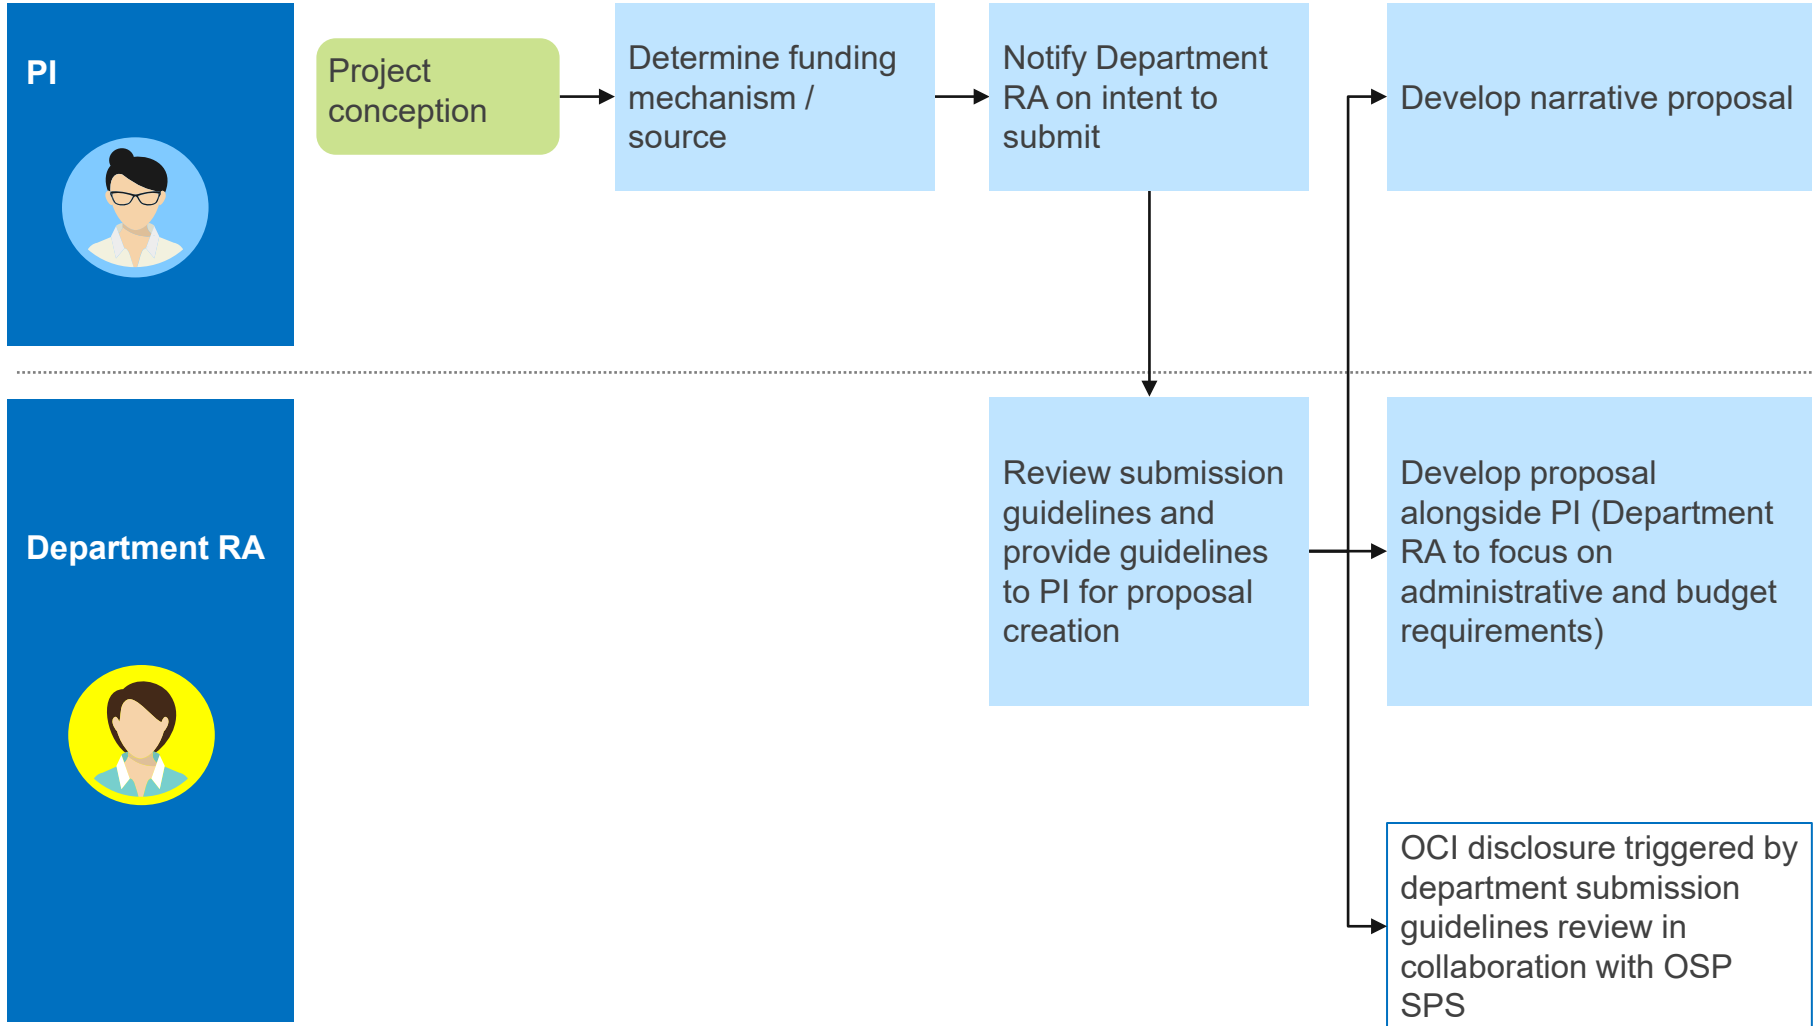 PI
Project
conception
Determine funding
mechanism /
source
Notify Department
RA on intent to
submit
Develop narrative proposal
Department RA
Review submission
guidelines and
provide guidelines
to PI for proposal
creation
Develop proposal
alongside PI (Department
RA to focus on
administrative and budget
requirements)
OCI disclosure triggered by
department submission
guidelines review in
collaboration with OSP
SPS